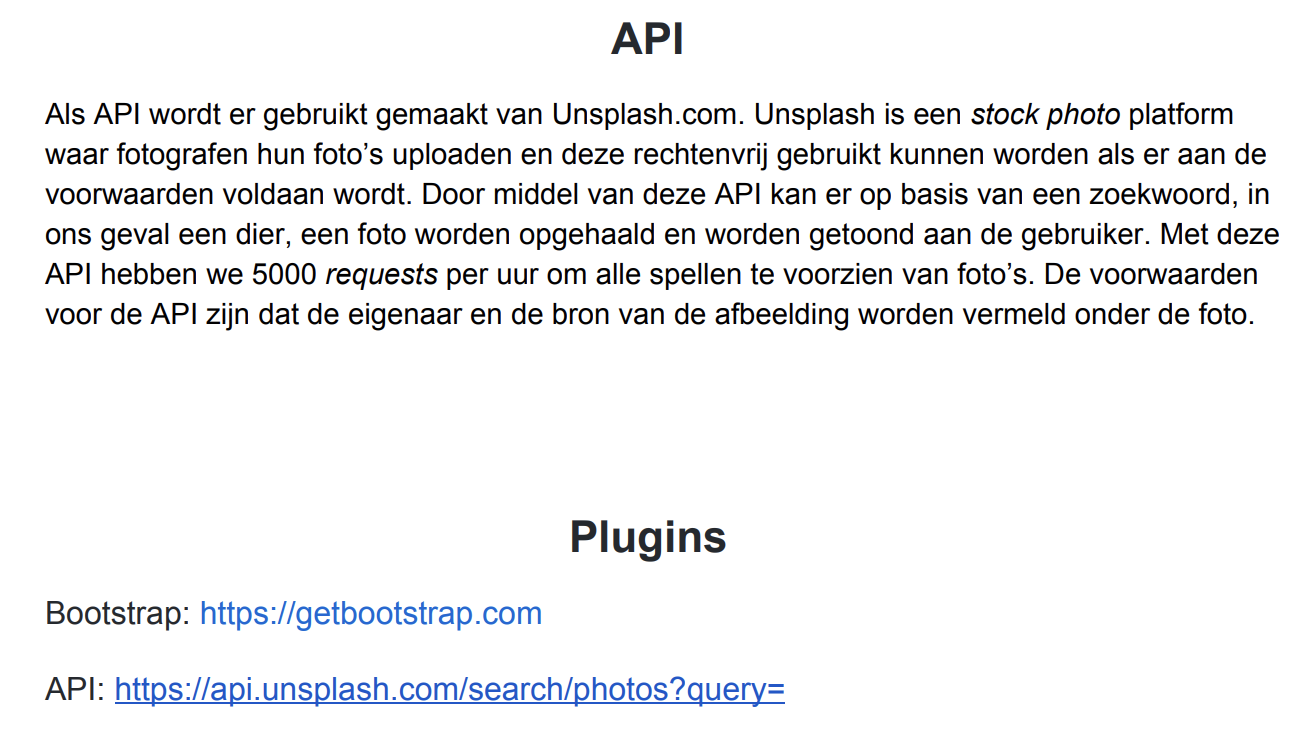 API
Als API wordt er gebruikt gemaakt van Unsplash.com. Unsplash is een stock photo platform
waar fotografen hun foto’s uploaden en deze rechtenvrij gebruikt kunnen worden als er aan de
voorwaarden voldaan wordt. Door middel van deze API kan er op basis van een zoekwoord, in
ons geval een dier, een foto worden opgehaald en worden getoond aan de gebruiker. Met deze
API hebben we 5000 requests per uur om alle spellen te voorzien van foto’s. De voorwaarden
voor de API zijn dat de eigenaar en de bron van de afbeelding worden vermeld onder de foto.
Plugins
Bootstrap: https://getbootstrap.com
API: https://api.unsplash.com/search/photos?query=